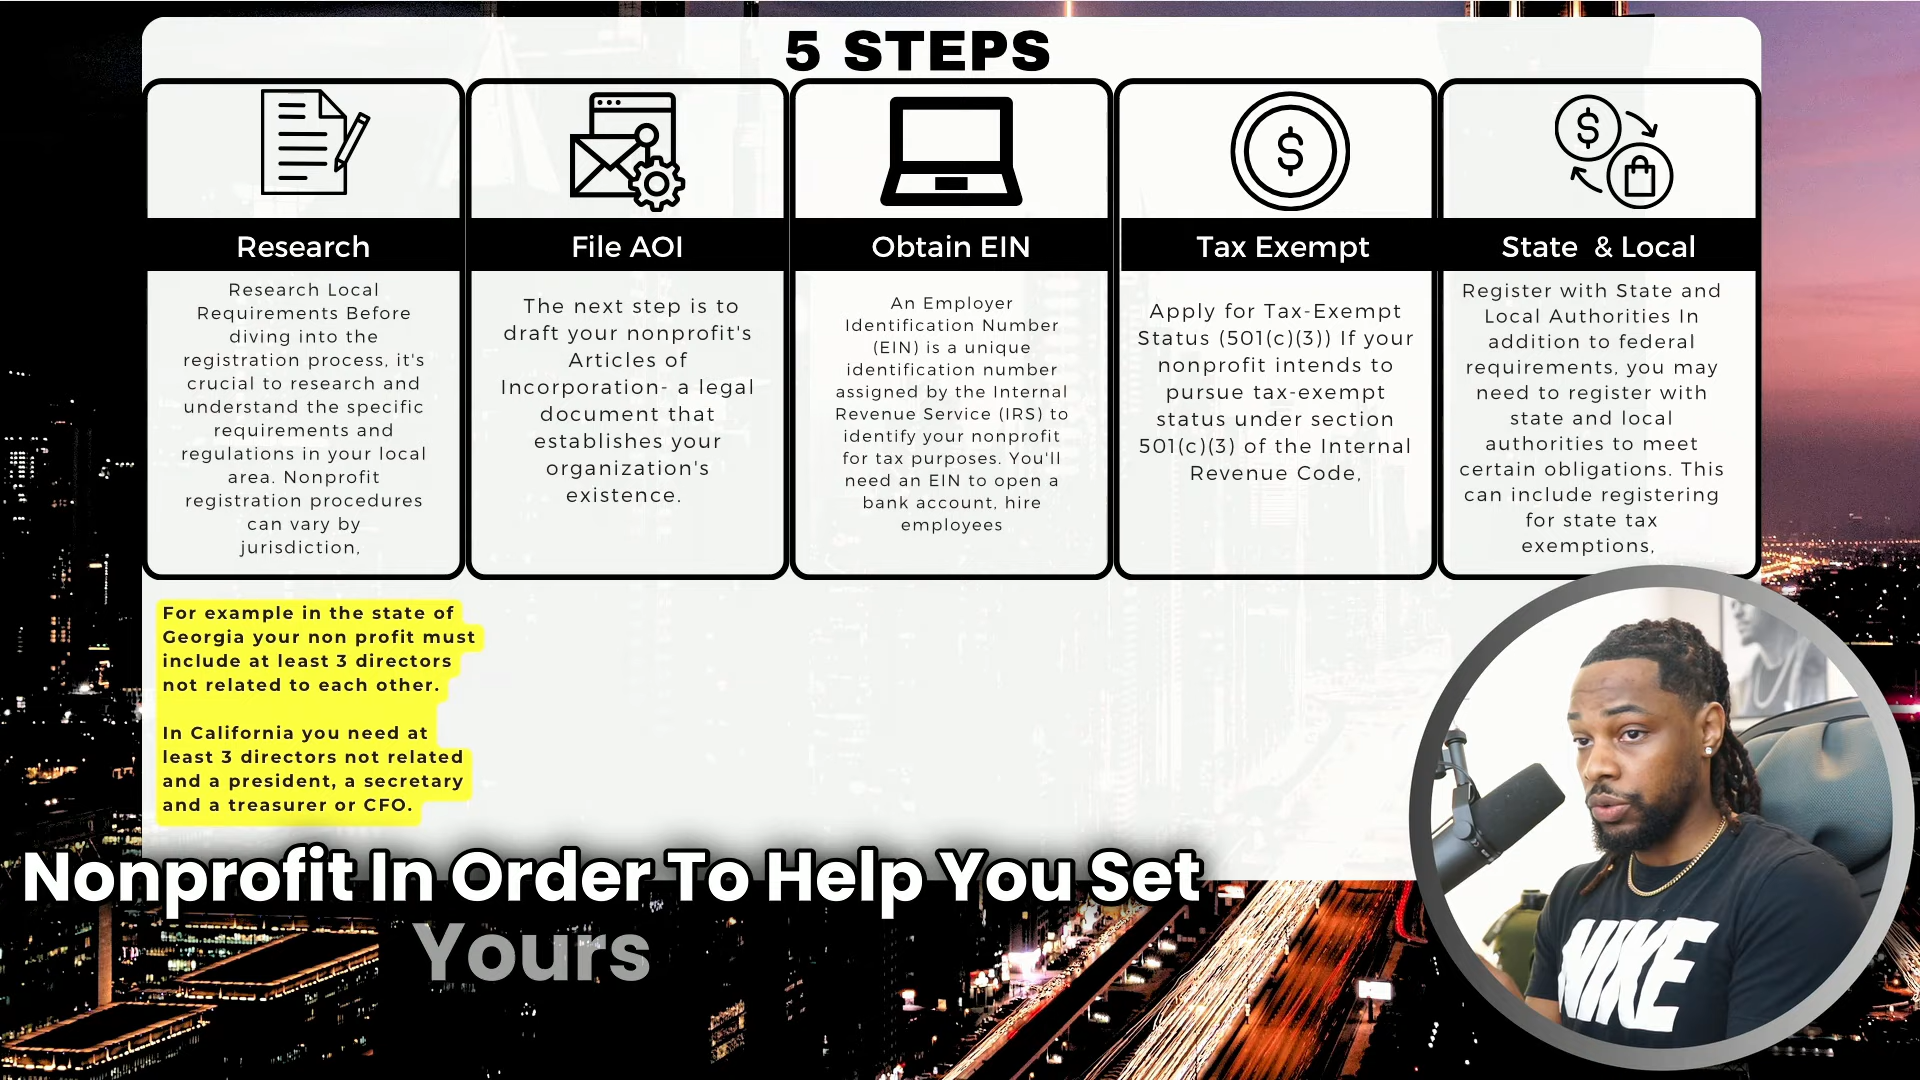 5 STEPS
Research
Research Local
Requirements Before
diving into the
registration process, it's
crucial to research and
understand the specific
requirements and
regulations in your local
area. Nonprofit
registration procedures
can vary by
jurisdiction,
File AOI
The next step is to
draft your nonprofit's
Articles of
Incorporation- a legal
document that
establishes your
organization's
existence.
Obtain EIN
An Employer
Identification Number
(EIN) is a unique
identification number
assigned by the Internal
Revenue Service (IRS) to
identify your nonprofit
for tax purposes. You'll
need an EIN to open a
bank account, hire
employees
$
Tax Exempt
Apply for Tax-Exempt
Status (501(c)(3)) If your
nonprofit intends to
pursue tax-exempt
status under section
501(c)(3) of the Internal
Revenue Code,
$
State & Local
Register with State and
Local Authorities In
addition to federal
requirements, you may
need to register with
state and local
authorities to meet
certain obligations. This
can include registering
for state tax
exemptions,
For example in the state of
Georgia your non profit must
include at least 3 directors
not related to each other.
In California you need at
least 3 directors not related
and a president, a secretary
and a treasurer or CFO.
Nonprofit In Order To Help You Set
Yours
NIKE